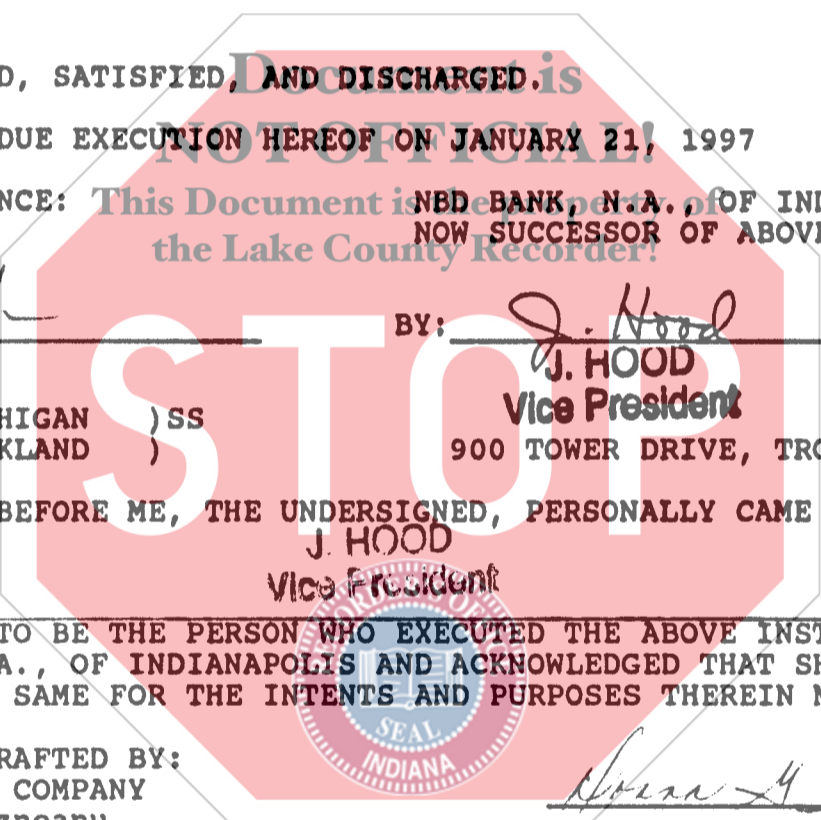 D, SATISFIED, AND DISCHARGED.
Document is
DUE EXECUTION HEREOF ON JANUARY 21, 1997
NOT OFFICIAL!
NCE: NBD BANK, N.A., OF IND
This Document is the property of
NOW SUCCESSOR OF ABOVE
the Lake County Recorder!
BY: J. Hood
STOP
J. HOOD
Vice President
HIGAN )SS
KLAND ) 900 TOWER DRIVE, TRO
BEFORE ME, THE UNDERSIGNED, PERSONALLY CAME
J. HOOD
Vice President
TO BE THE PERSON WHO EXECUTED THE ABOVE INST
A., OF INDIANAPOLIS AND ACKNOWLEDGED THAT SH
SAME FOR THE INTENTS AND PURPOSES THEREIN M
SEAL
INDIANA
RAFTED BY:
COMPANY